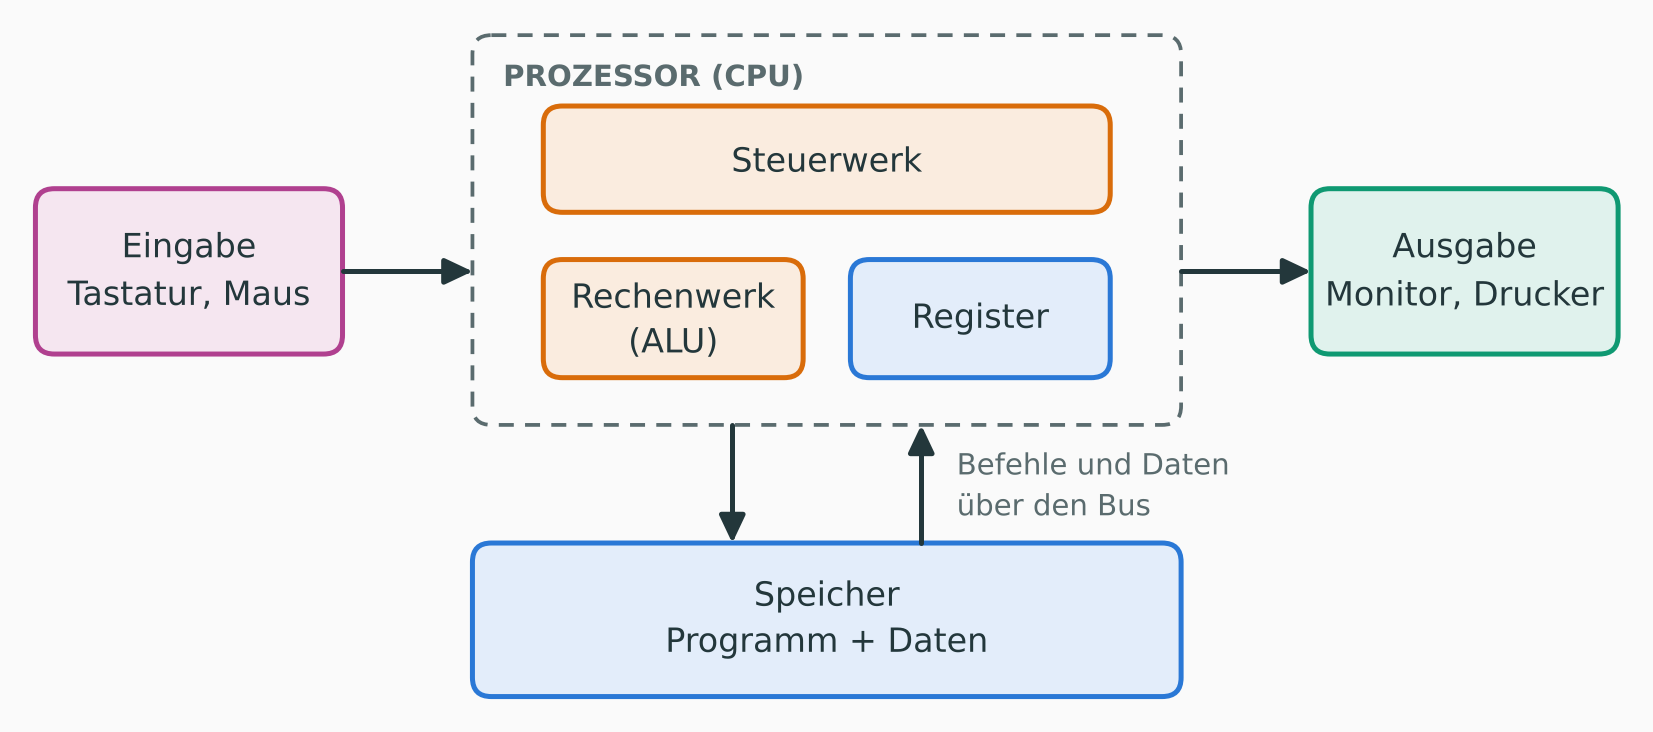 PROZESSOR (CPU)
Steuerwerk
Eingabe
Tastatur, Maus
Rechenwerk
(ALU)
Register
Ausgabe
Monitor, Drucker
Befehle und Daten
über den Bus
Speicher
Programm + Daten